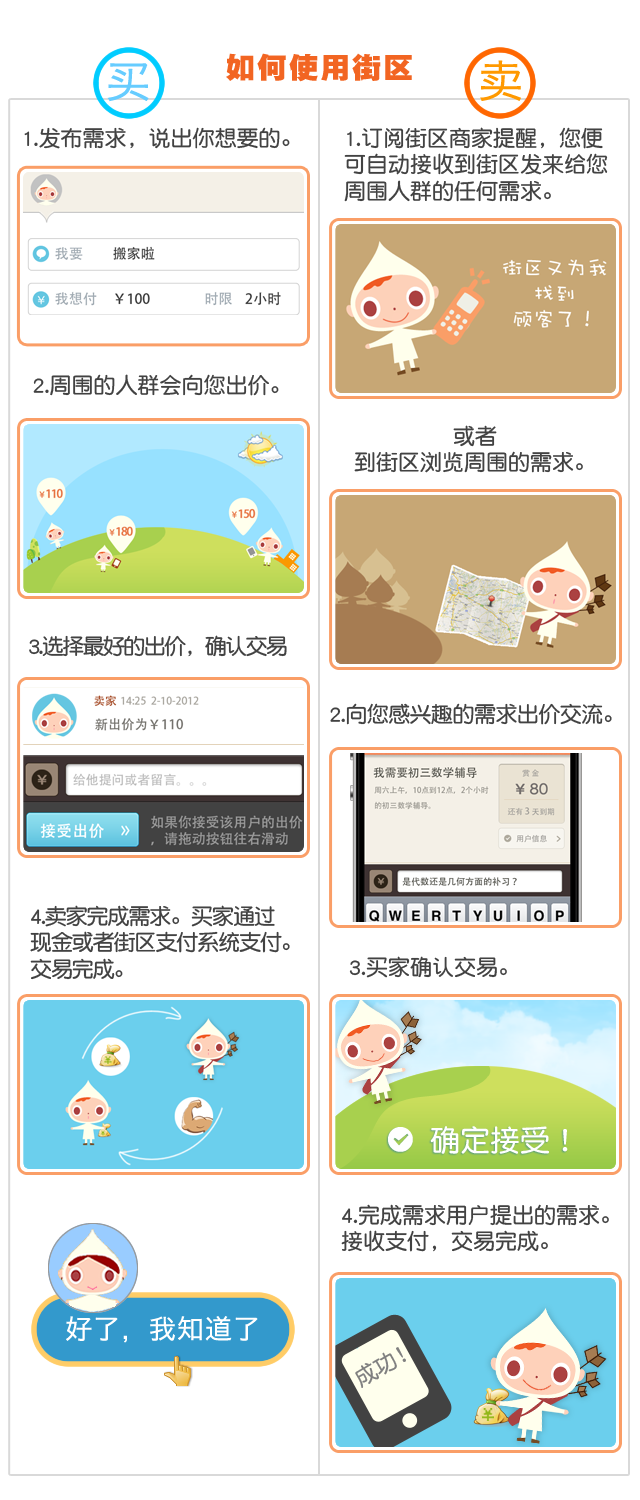 如何使用街区
买
1.发布需求，说出你想要的。
我要 搬家啦
我想付 ￥100 时限 2小时
2.周围的人群会向您出价。
￥110
￥180
￥150
3.选择最好的出价，确认交易
卖家 14:25 2-10-2012
新出价为￥110
￥ 给他提问或者留言。。。
接受出价 »
如果你接受该用户的出价
，请拖动按钮往右滑动
4.卖家完成需求。买家通过
现金或者街区支付系统支付。
交易完成。
好了，我知道了
卖
1.订阅街区商家提醒，您便
可自动接收到街区发来给您
周围人群的任何需求。
街区又为我
找到
顾客了！
或者
到街区浏览周围的需求。
2.向您感兴趣的需求出价交流。
我需要初三数学辅导
周六上午，10点到12点，2个小时
的初三数学辅导。
赏金
￥80
还有 3 天到期
用户信息
￥ 是代数还是几何方面的补习？
Q W E R T Y U I O P
3.买家确认交易。
确定接受！
4.完成需求用户提出的需求。
接收支付，交易完成。
成功！